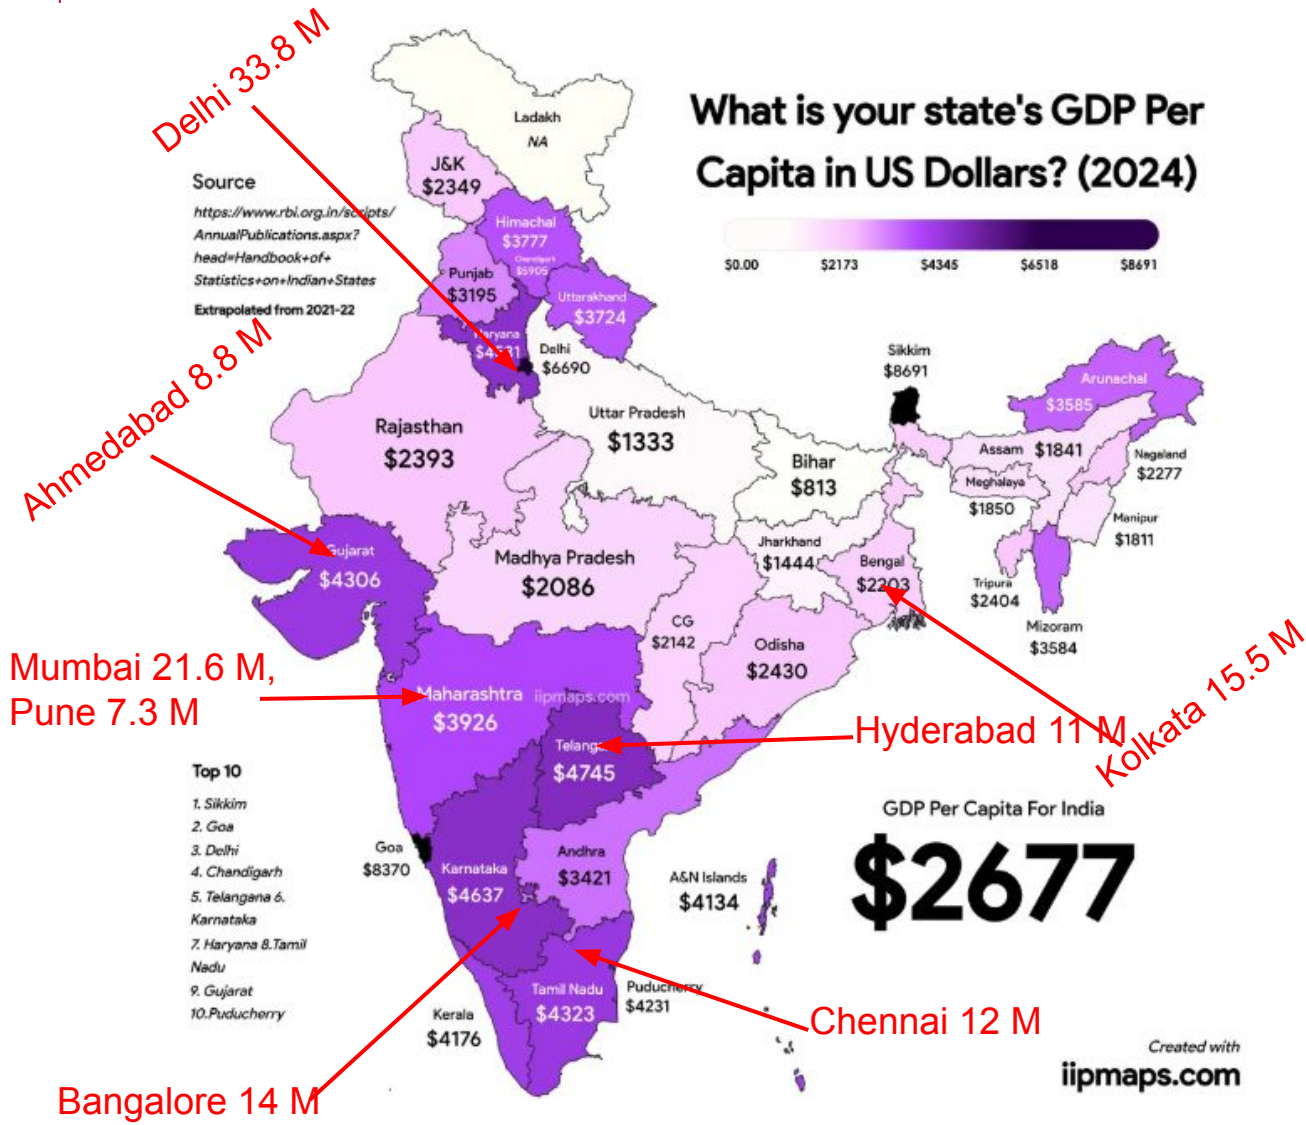 Delhi 33.8 M
What is your state's GDP Per
Capita in US Dollars? (2024)
$0.00 $2173 $4345 $6518 $8691
Source
https://www.rbi.org.in/scripts/
AnnualPublications.aspx?
head=Handbook+of+
Statistics+on+Indian+States
Extrapolated from 2021-22
Ladakh
NA
J&K
$2349
Himachal
$3777
Chandigarh
$5905
Punjab
$3195
Uttarakhand
$3724
Haryana
Delhi
$6690
Ahmedabad 8.8 M
Sikkim
$8691
Arunachal
$3585
Rajasthan
$2393
Uttar Pradesh
$1333
Bihar
$813
Assam $1841
Nagaland
$2277
Meghalaya
$1850
Manipur
$1811
Gujarat
$4306
Madhya Pradesh
$2086
Jharkhand
$1444
Bengal
$2203
Tripura
$2404
Mizoram
$3584
CG
$2142
Odisha
$2430
Mumbai 21.6 M,
Pune 7.3 M
Maharashtra
$3926
iipmaps.com
Kolkata 15.5 M
Hyderabad 11 M
Telang
$4745
Top 10
1. Sikkim
2. Goa
3. Delhi
4. Chandigarh
5. Telangana 6.
Karnataka
7. Haryana 8.Tamil
Nadu
9. Gujarat
10.Puducherry
GDP Per Capita For India
$2677
Goa
$8370
Karnataka
$4637
Andhra
$3421
A&N Islands
$4134
Tamil Nadu
$4323
Puducherry
$4231
Kerala
$4176
Chennai 12 M
Bangalore 14 M
Created with
iipmaps.com